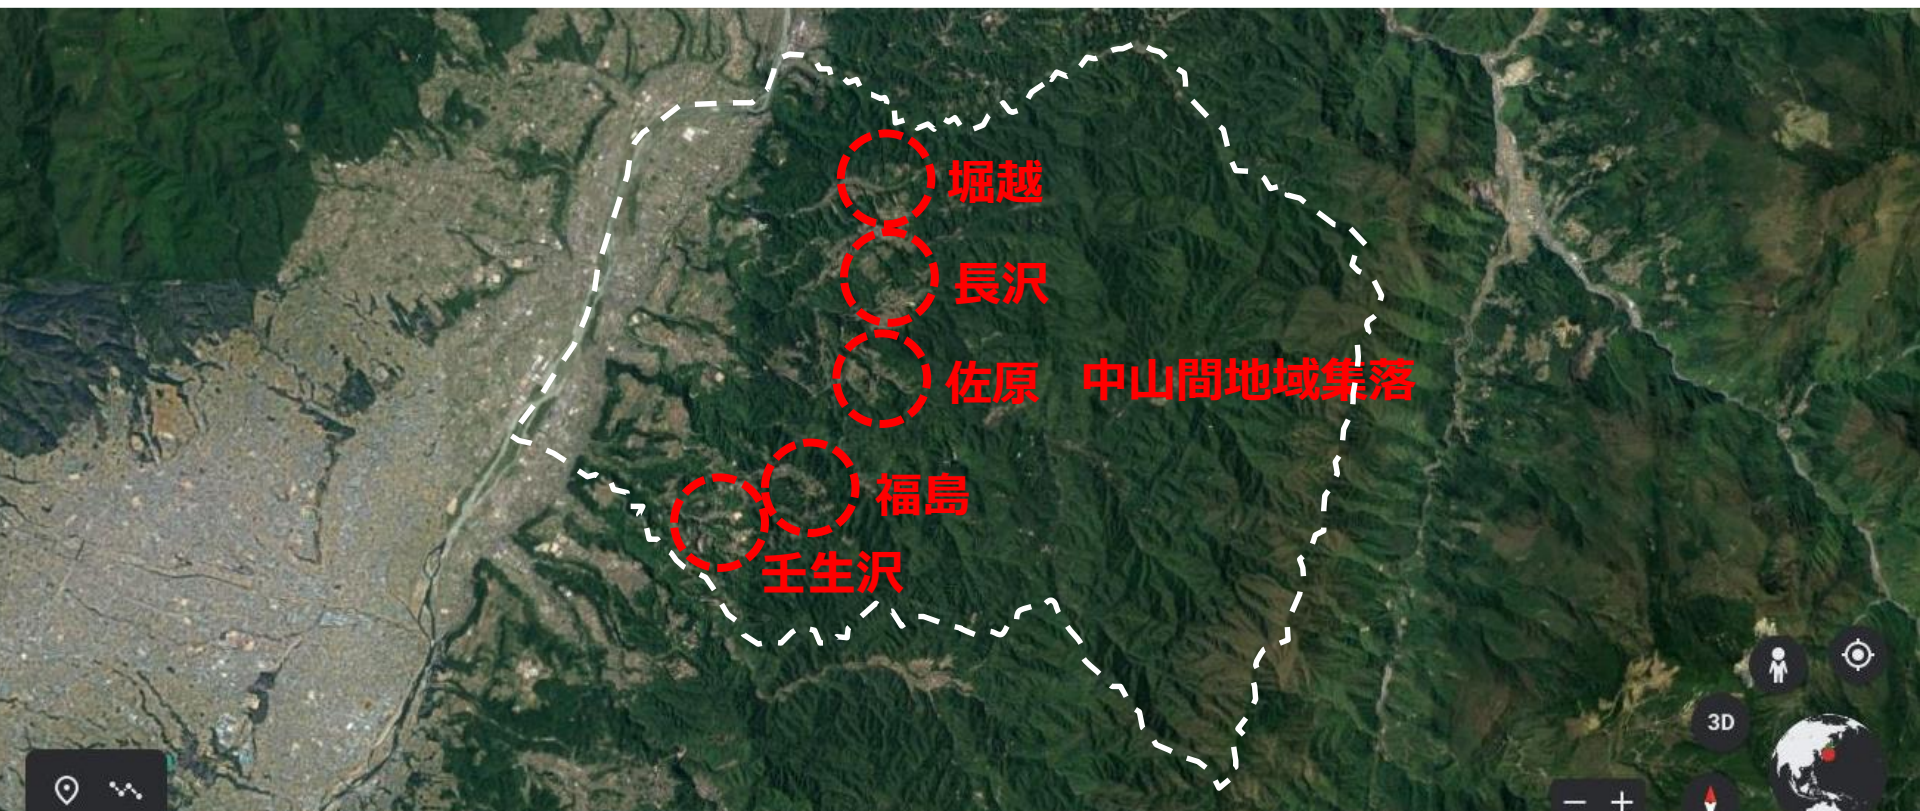 堀越
長沢
佐原 中山間地域集落
福島
壬生沢
3D